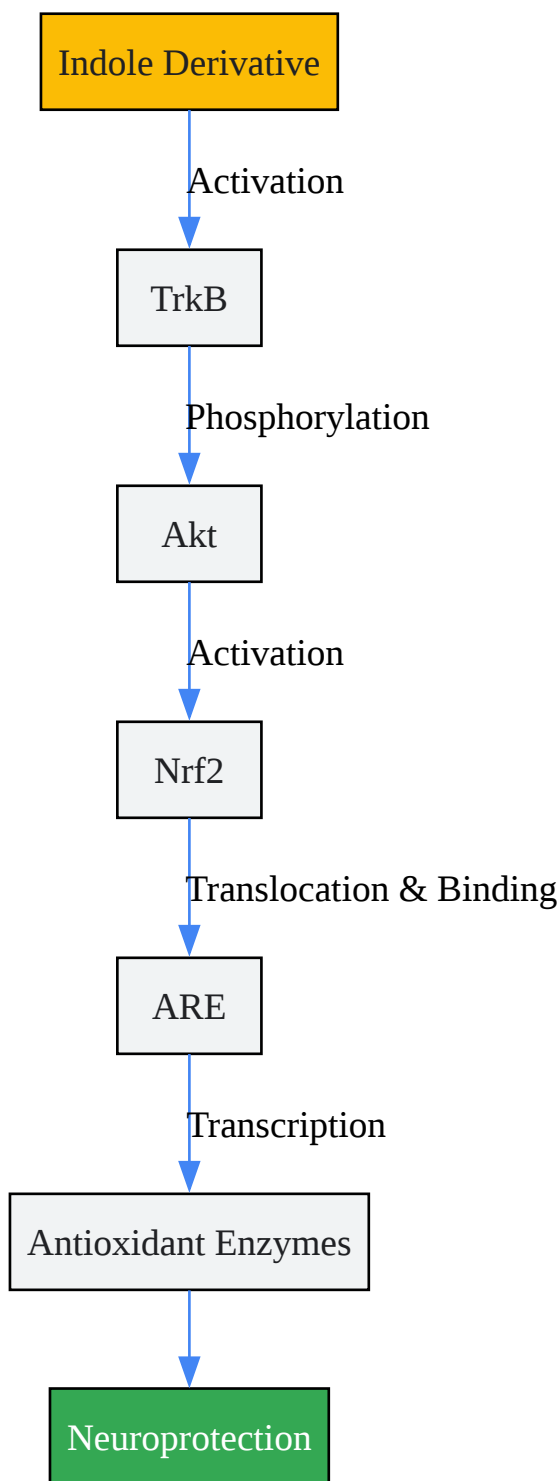 Indole Derivative
Activation
TrkB
Phosphorylation
Akt
Activation
Nrf2
Translocation & Binding
ARE
Transcription
Antioxidant Enzymes
Neuroprotection